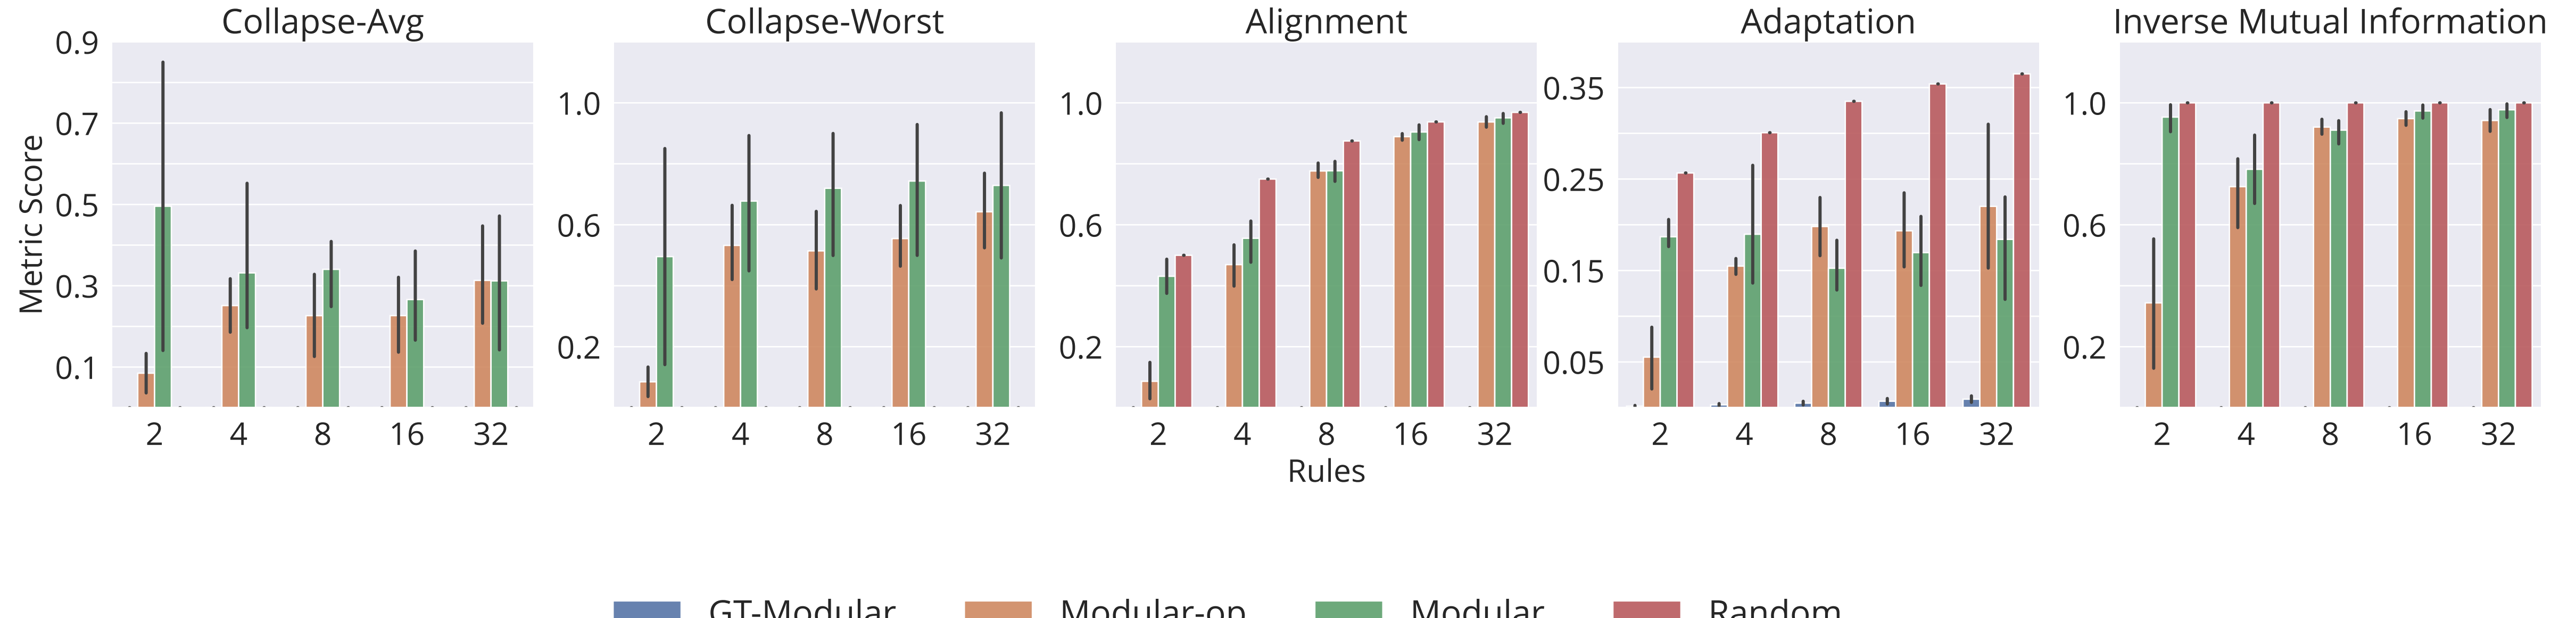 Collapse-Avg Collapse-Worst Alignment Adaptation Inverse Mutual Information
Metric Score
0.9
0.7
0.5
0.3
0.1
2 4 8 16 32
1.0
0.6
0.2
2 4 8 16 32
1.0
0.6
0.2
2 4 8 16 32
0.35
0.25
0.15
0.05
2 4 8 16 32
1.0
0.6
0.2
2 4 8 16 32
Rules
GT-Modular Modular-op Modular Random